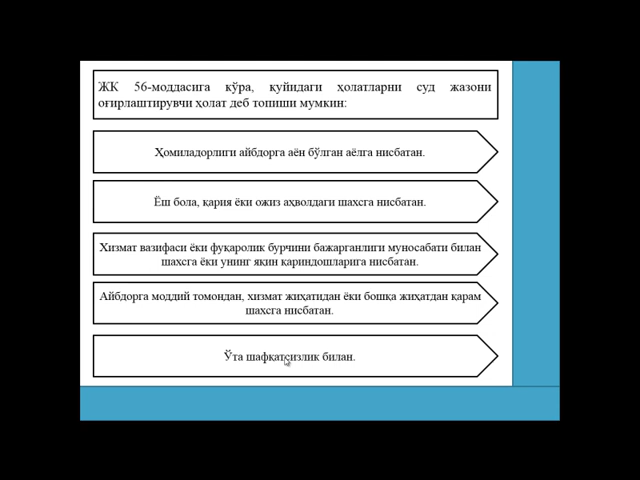 ЖК 56-моддасига кўра, қуйидаги ҳолатларни суд жазони
оғирлаштирувчи ҳолат деб топиши мумкин:
Ҳомиладорлиги айбдорга аён бўлган аёлга нисбатан.
Ёш бола, қария ёки ожиз аҳволдаги шахсга нисбатан.
Хизмат вазифаси ёки фуқаролик бурчини бажарганлиги муносабати билан
шахсга ёки унинг яқин қариндошларига нисбатан.
Айбдорга моддий томондан, хизмат жиҳатидан ёки бошқа жиҳатдан қарам
шахсга нисбатан.
Ўта шафқатсизлик билан.